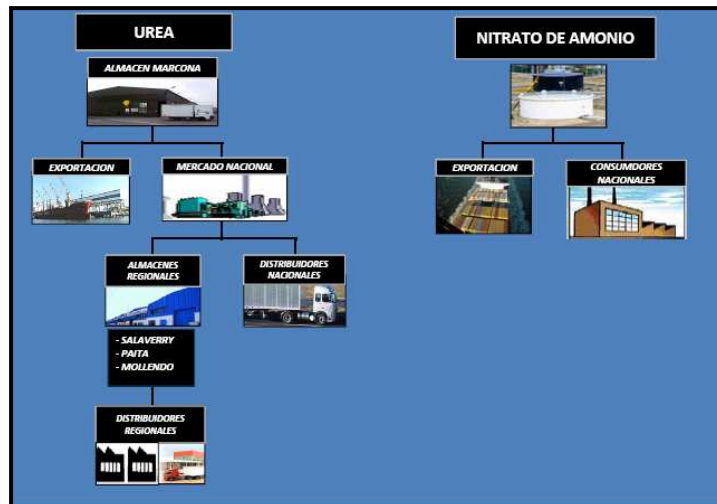 UREA
NITRATO DE AMONIO
ALMACEN MARCONA
EXPORTACION
MERCADO NACIONAL
EXPORTACION
CONSUMDORES
NACIONALES
ALMACENES
REGIONALES
DISTRIBUIDORES
NACIONALES
- SALAVERRY
- PAITA
- MOLLENDO
DISTRIBUIDORES
REGIONALES